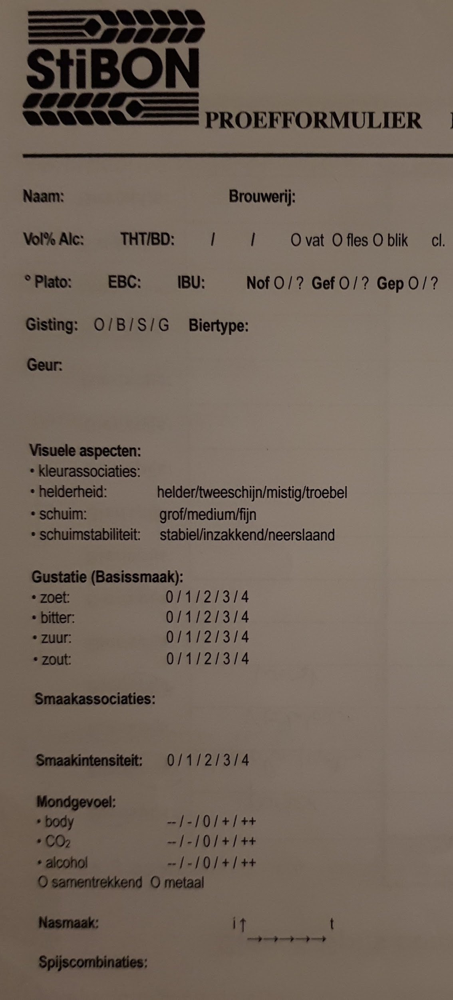 StiBON
PROEFFORMULIER
Naam: Brouwerij:
Vol% Alc: THT/BD: / / O vat O fles O blik cl.
° Plato: EBC: IBU: Nof O / ? Gef O / ? Gep O / ?
Gisting: O / B / S / G Biertype:
Geur:
Visuele aspecten:
• kleurassociaties:
• helderheid: helder/tweeschijn/mistig/troebel
• schuim: grof/medium/fijn
• schuimstabiliteit: stabiel/inzakkend/neerslaand
Gustatie (Basissmaak):
• zoet: 0 / 1 / 2 / 3 / 4
• bitter: 0 / 1 / 2 / 3 / 4
• zuur: 0 / 1 / 2 / 3 / 4
• zout: 0 / 1 / 2 / 3 / 4
Smaakassociaties:
Smaakintensiteit: 0 / 1 / 2 / 3 / 4
Mondgevoel:
• body -- / - / 0 / + / ++
• CO₂ -- / - / 0 / + / ++
• alcohol -- / - / 0 / + / ++
O samentrekkend O metaal
Nasmaak: i ↑ t
→→→→→
Spijscombinaties: